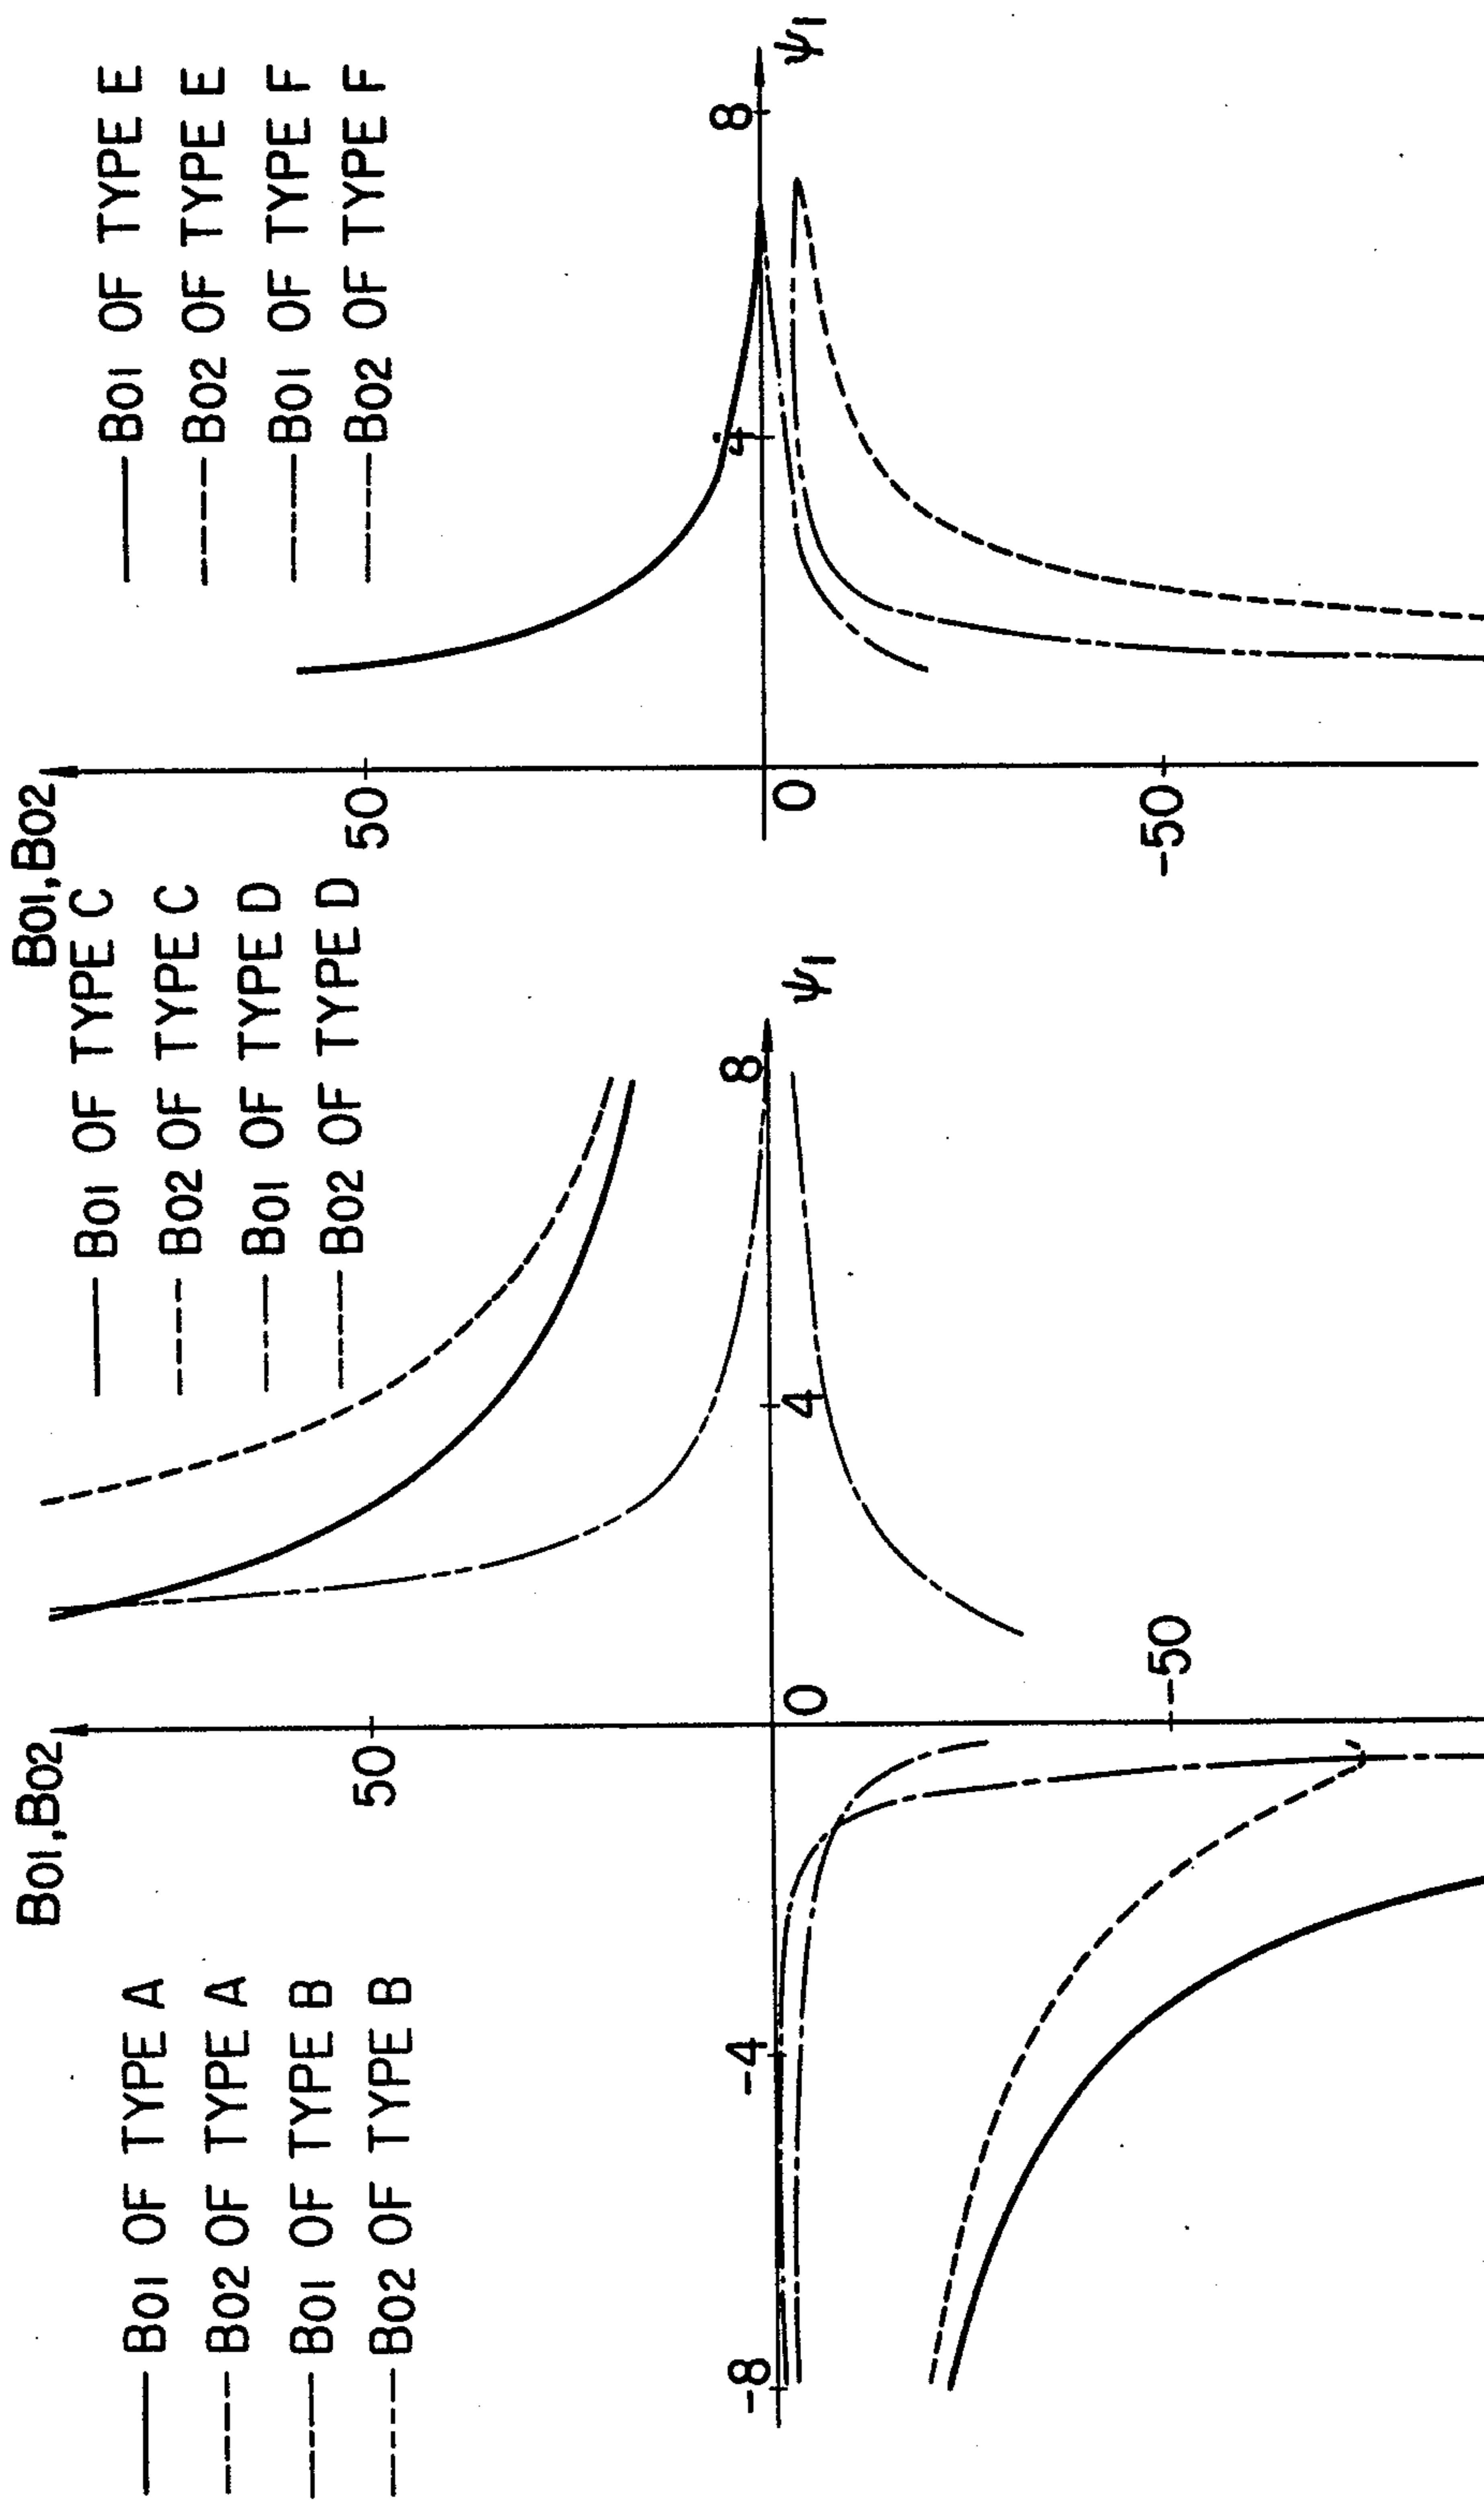 B01, B02
B01 OF TYPE A
B02 OF TYPE A
B01 OF TYPE B
B02 OF TYPE B
50
-8
-4
0
-50
B01 OF TYPE C
B02 OF TYPE C
B01 OF TYPE D
B02 OF TYPE D
4
8
ψ1
B01, B02
B01 OF TYPE E
B02 OF TYPE E
B01 OF TYPE F
B02 OF TYPE F
50
0
4
8
ψ1
-50